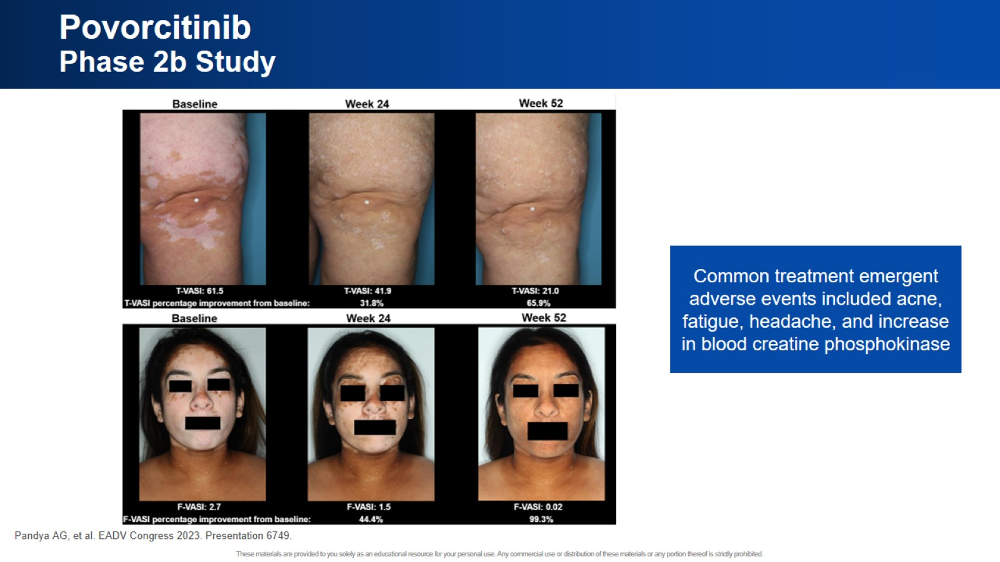 Povorcitinib
Phase 2b Study
Baseline Week 24 Week 52
T-VASI: 61.5 T-VASI: 41.9 T-VASI: 21.0
T-VASI percentage improvement from baseline: 31.8% 65.9%
Baseline Week 24 Week 52
F-VASI: 2.7 F-VASI: 1.5 F-VASI: 0.02
F-VASI percentage improvement from baseline: 44.4% 99.3%
Common treatment emergent
adverse events included acne,
fatigue, headache, and increase
in blood creatine phosphokinase
Pandya AG, et al. EADV Congress 2023. Presentation 6749.
These materials are provided to you solely as an educational resource for your personal use. Any commercial use or distribution of these materials or any portion thereof is strictly prohibited.